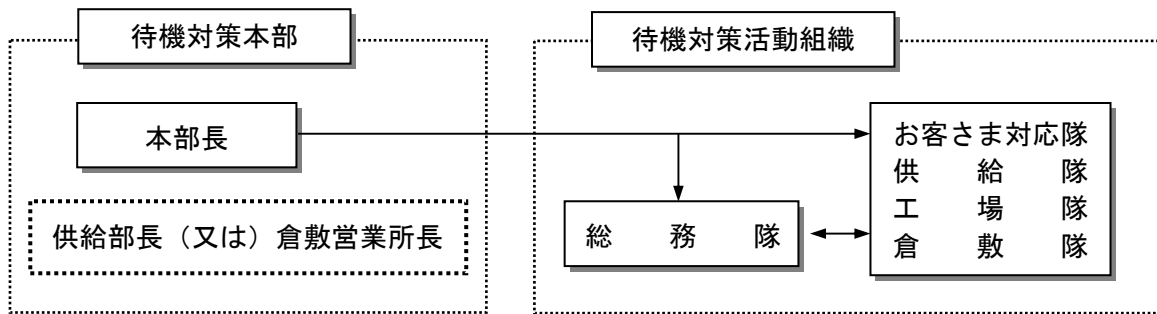 待機対策本部
待機対策活動組織
本部長
供給部長（又は）倉敷営業所長
総務隊
お客さま対応隊
供給隊
工場隊
倉敷隊